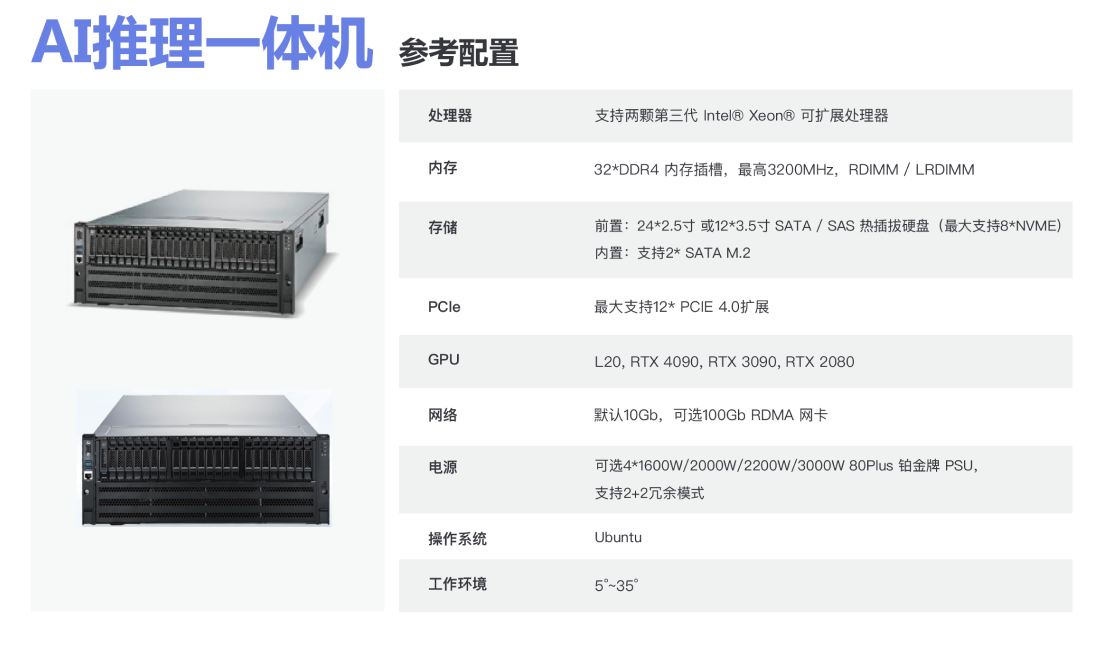 AI推理一体机 参考配置
处理器 支持两颗第三代 Intel® Xeon® 可扩展处理器
内存 32*DDR4 内存插槽，最高3200MHz，RDIMM / LRDIMM
存储 前置：24*2.5寸 或12*3.5寸 SATA / SAS 热插拔硬盘（最大支持8*NVME）
内置：支持2* SATA M.2
PCIe 最大支持12* PCIE 4.0扩展
GPU L20, RTX 4090, RTX 3090, RTX 2080
网络 默认10Gb，可选100Gb RDMA 网卡
电源 可选4*1600W/2000W/2200W/3000W 80Plus 铂金牌 PSU，
支持2+2冗余模式
操作系统 Ubuntu
工作环境 5°~35°